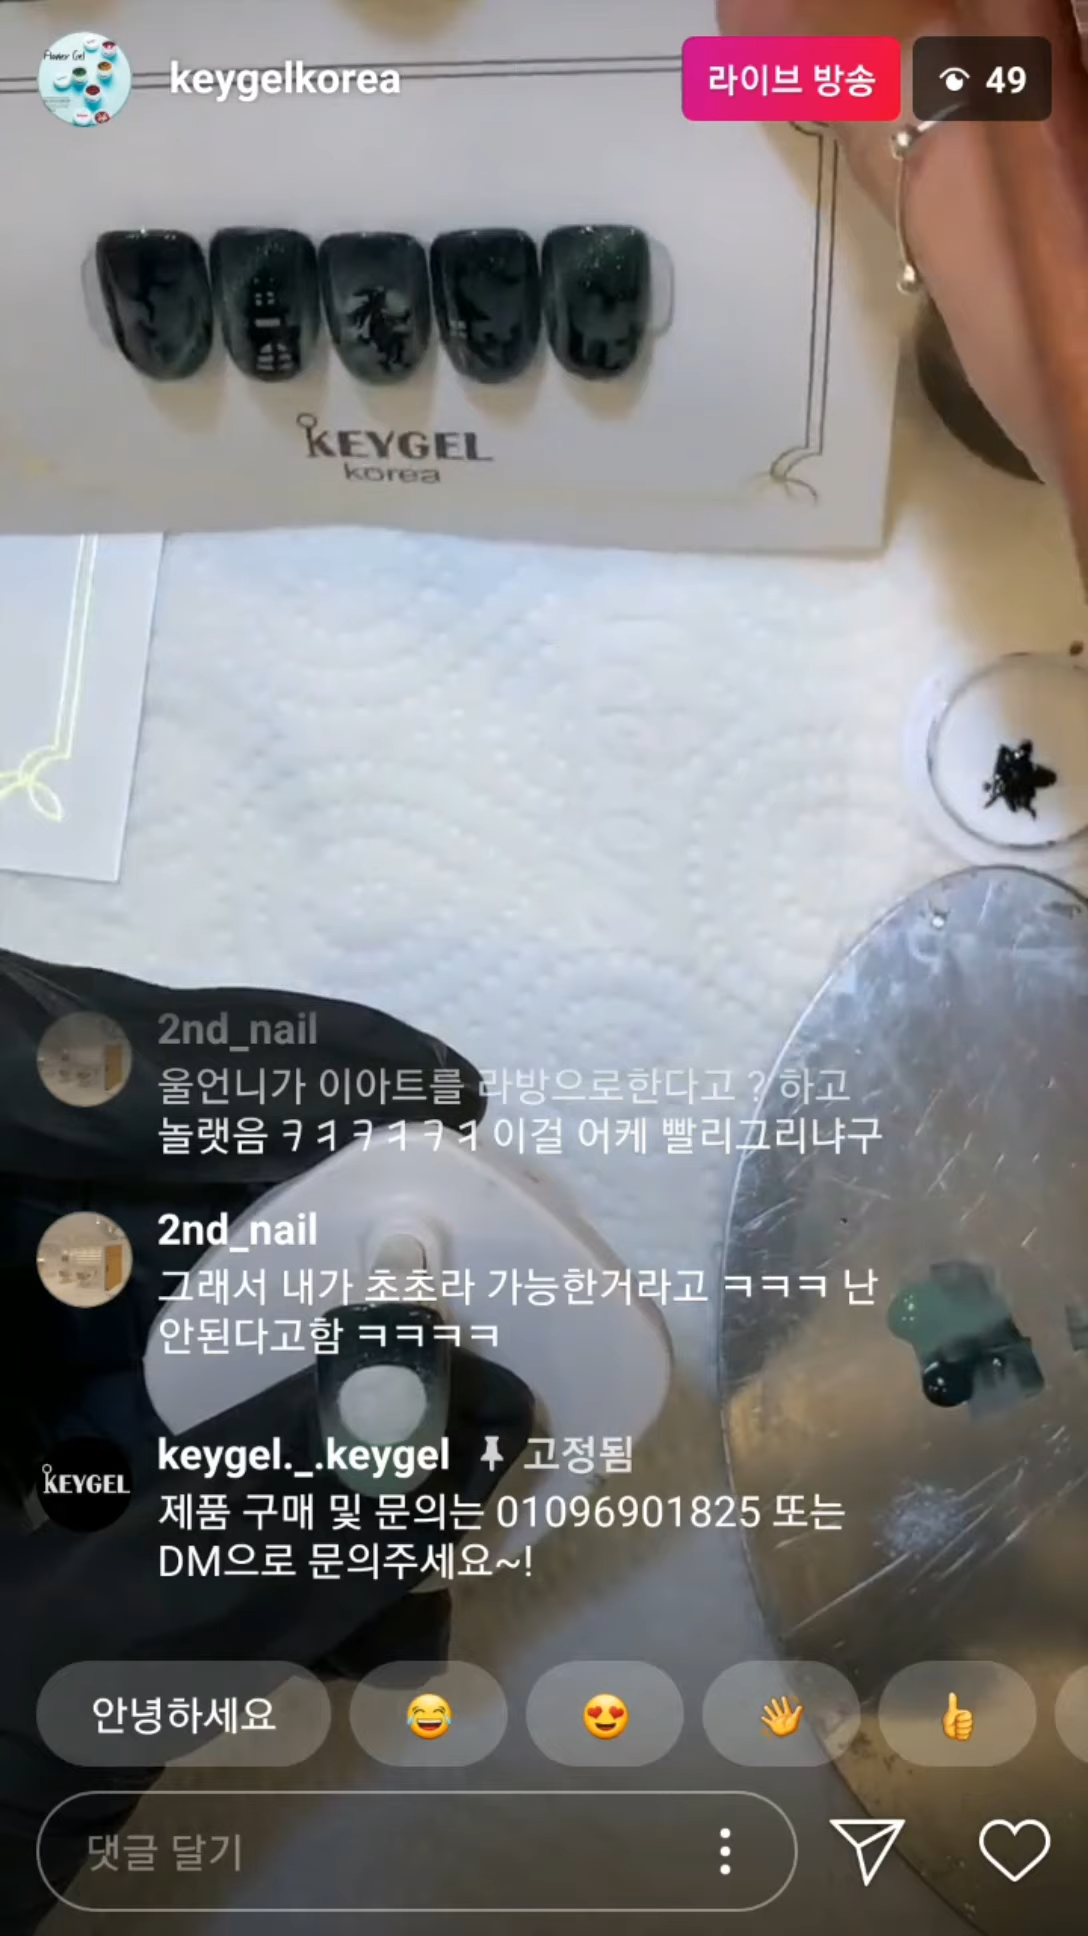 Flower Gel
keygelkorea
라이브 방송
49
KEYGEL
korea
2nd_nail
울언니가 이아트를 라방으로한다고 ? 하고
놀랫음 ㅋㅋㅋㅋㅋㅋ 이걸 어케 빨리그리냐구
2nd_nail
그래서 내가 초초라 가능한거라고 ㅋㅋㅋ 난
안된다고함 ㅋㅋㅋㅋ
KEYGEL
keygel._.keygel 고정됨
제품 구매 및 문의는 01096901825 또는
DM으로 문의주세요~!
안녕하세요 😂 😍 👋 👍
댓글 달기